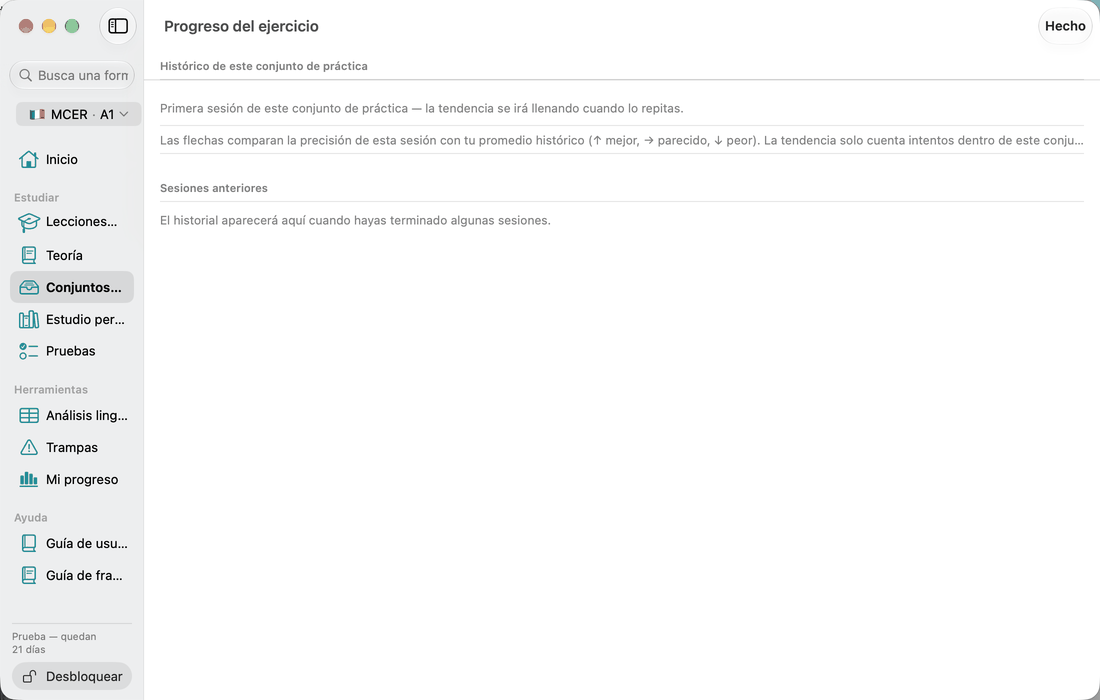 Progreso del ejercicio
Hecho
Busca una forn
MCER · A1
Inicio
Estudiar
Lecciones...
Teoría
Conjuntos...
Estudio per...
Pruebas
Herramientas
Análisis ling...
Trampas
Mi progreso
Ayuda
Guía de usu...
Guía de fra...
Prueba — quedan
21 días
Desbloquear
Histórico de este conjunto de práctica
Primera sesión de este conjunto de práctica — la tendencia se irá llenando cuando lo repitas.
Las flechas comparan la precisión de esta sesión con tu promedio histórico (↑ mejor, → parecido, ↓ peor). La tendencia solo cuenta intentos dentro de este conju...
Sesiones anteriores
El historial aparecerá aquí cuando hayas terminado algunas sesiones.